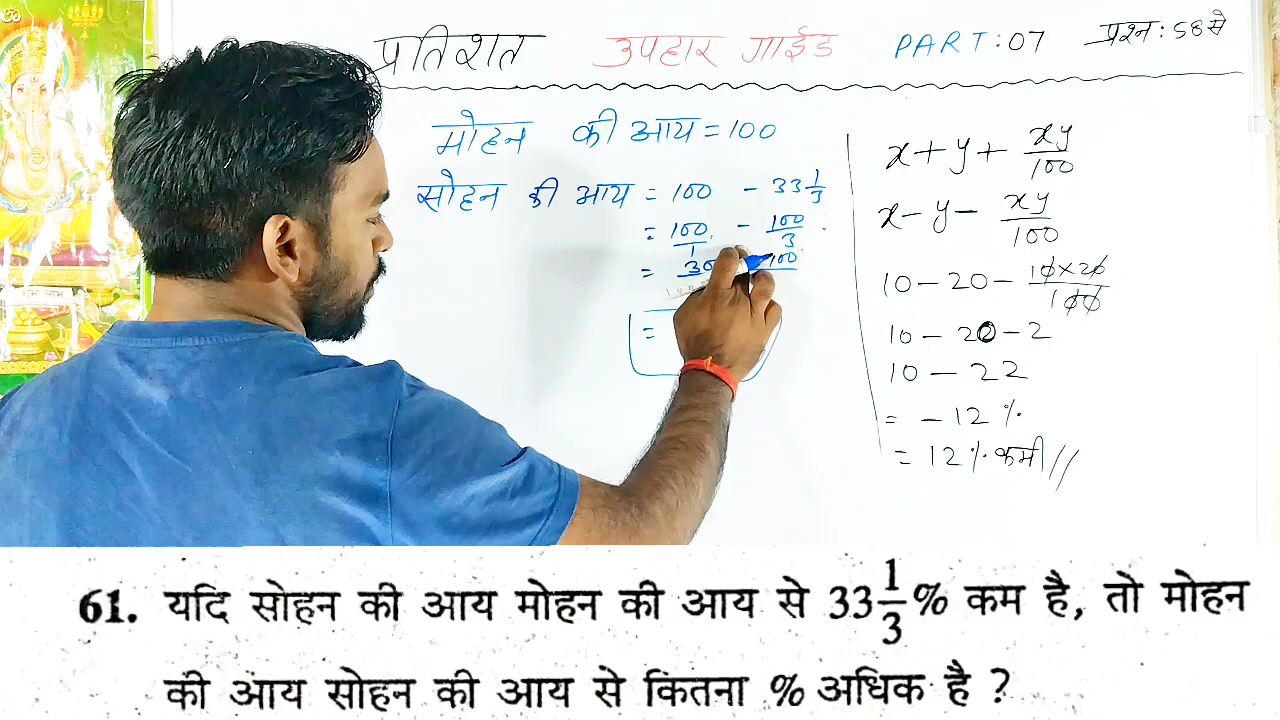 प्रतिशत उपहार गाईड PART:07 प्रश्न:58से
मोहन की आय = 100
सोहन की आय = 100 - 33 1/3
= 100/1 - 100/3
= 100
=
x + y + xy/100
x - y - xy/100
10 - 20 - 10×20/100
10 - 20 - 2
10 - 22
= - 12 %
= 12 % कमी //
61. यदि सोहन की आय मोहन की आय से 33 1/3% कम है, तो मोहन
की आय सोहन की आय से कितना % अधिक है ?